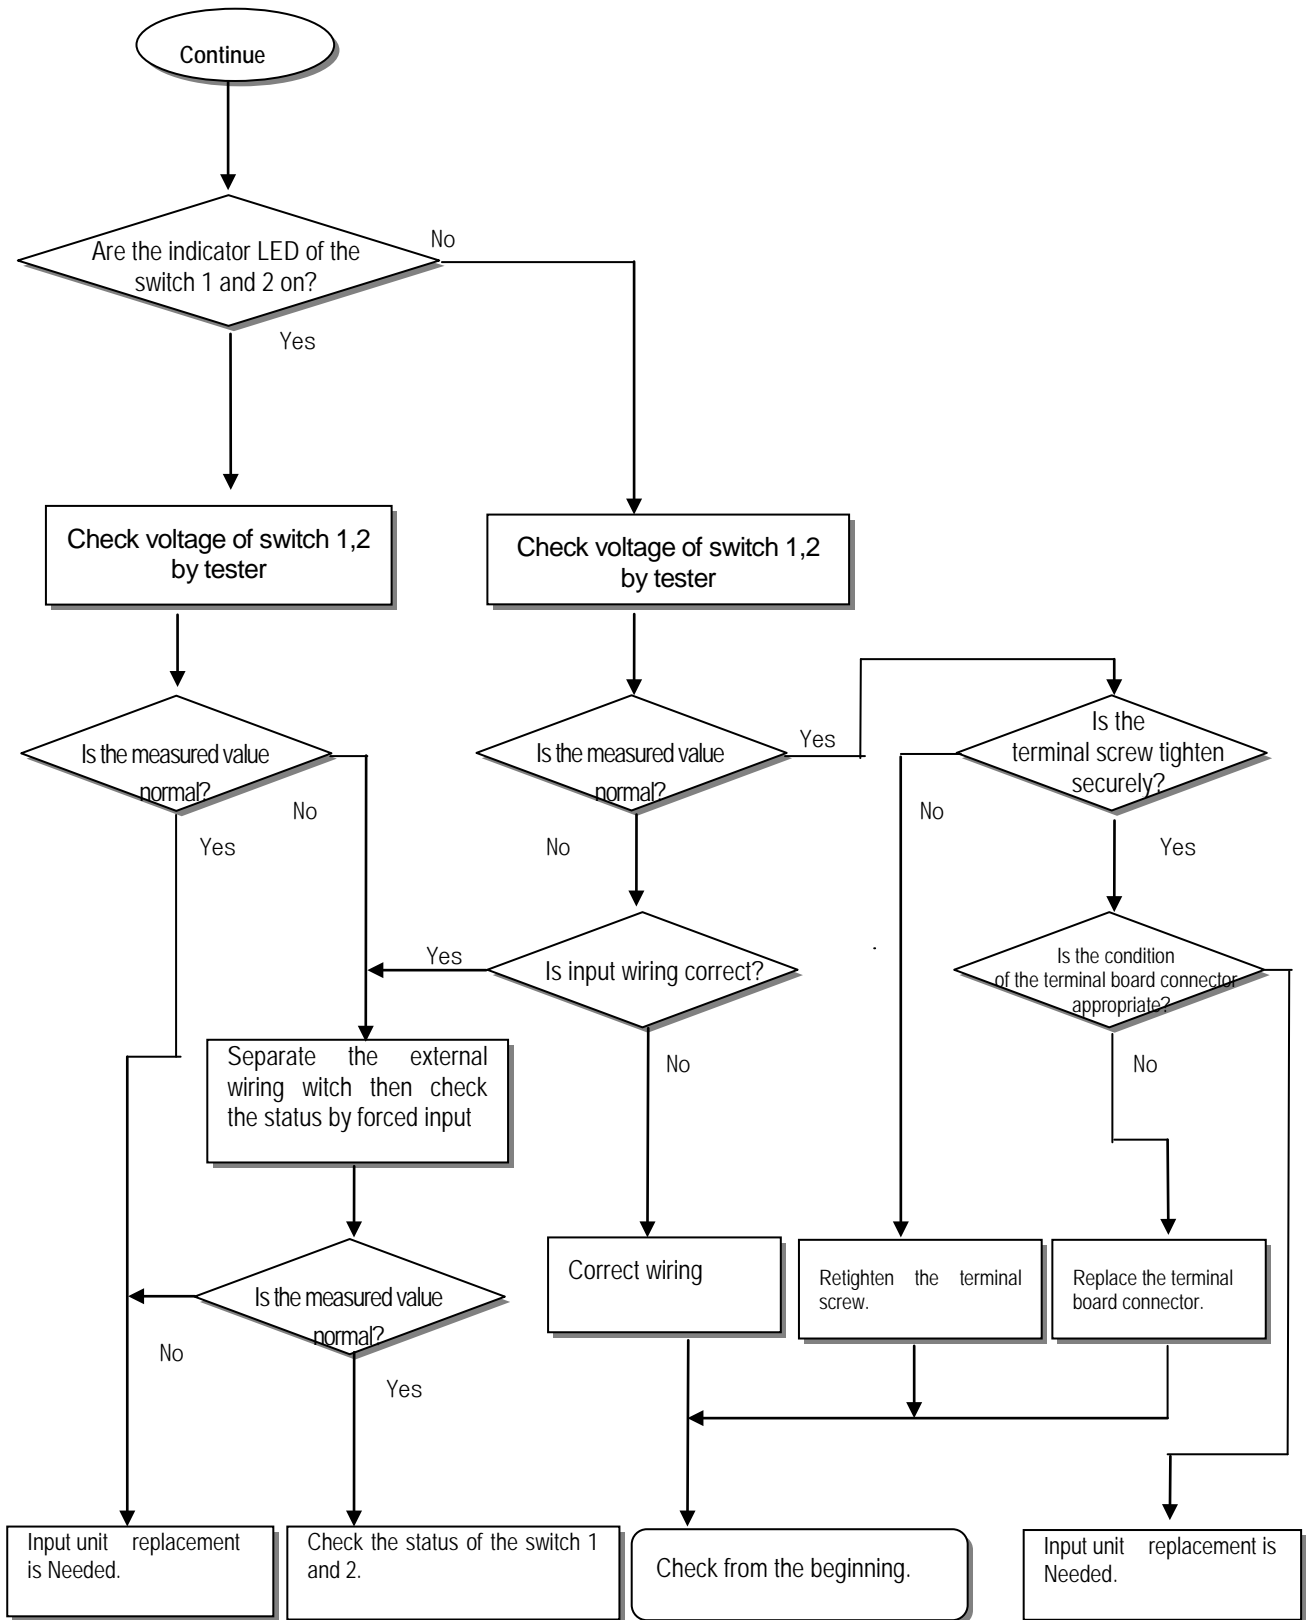 Continue
Are the indicator LED of the
switch 1 and 2 on?
No
Yes
Check voltage of switch 1,2
by tester
Check voltage of switch 1,2
by tester
Is the measured value
normal?
No
Yes
Is the measured value
normal?
Yes
No
Is the
terminal screw tighten
securely?
No
Yes
Yes
Is input wiring correct?
No
Is the condition
of the terminal board connector
appropriate?
No
Separate the external
wiring witch then check
the status by forced input
Is the measured value
normal?
No
Yes
Correct wiring
Retighten the terminal
screw.
Replace the terminal
board connector.
Input unit replacement
is Needed.
Check the status of the switch 1
and 2.
Check from the beginning.
Input unit replacement is
Needed.